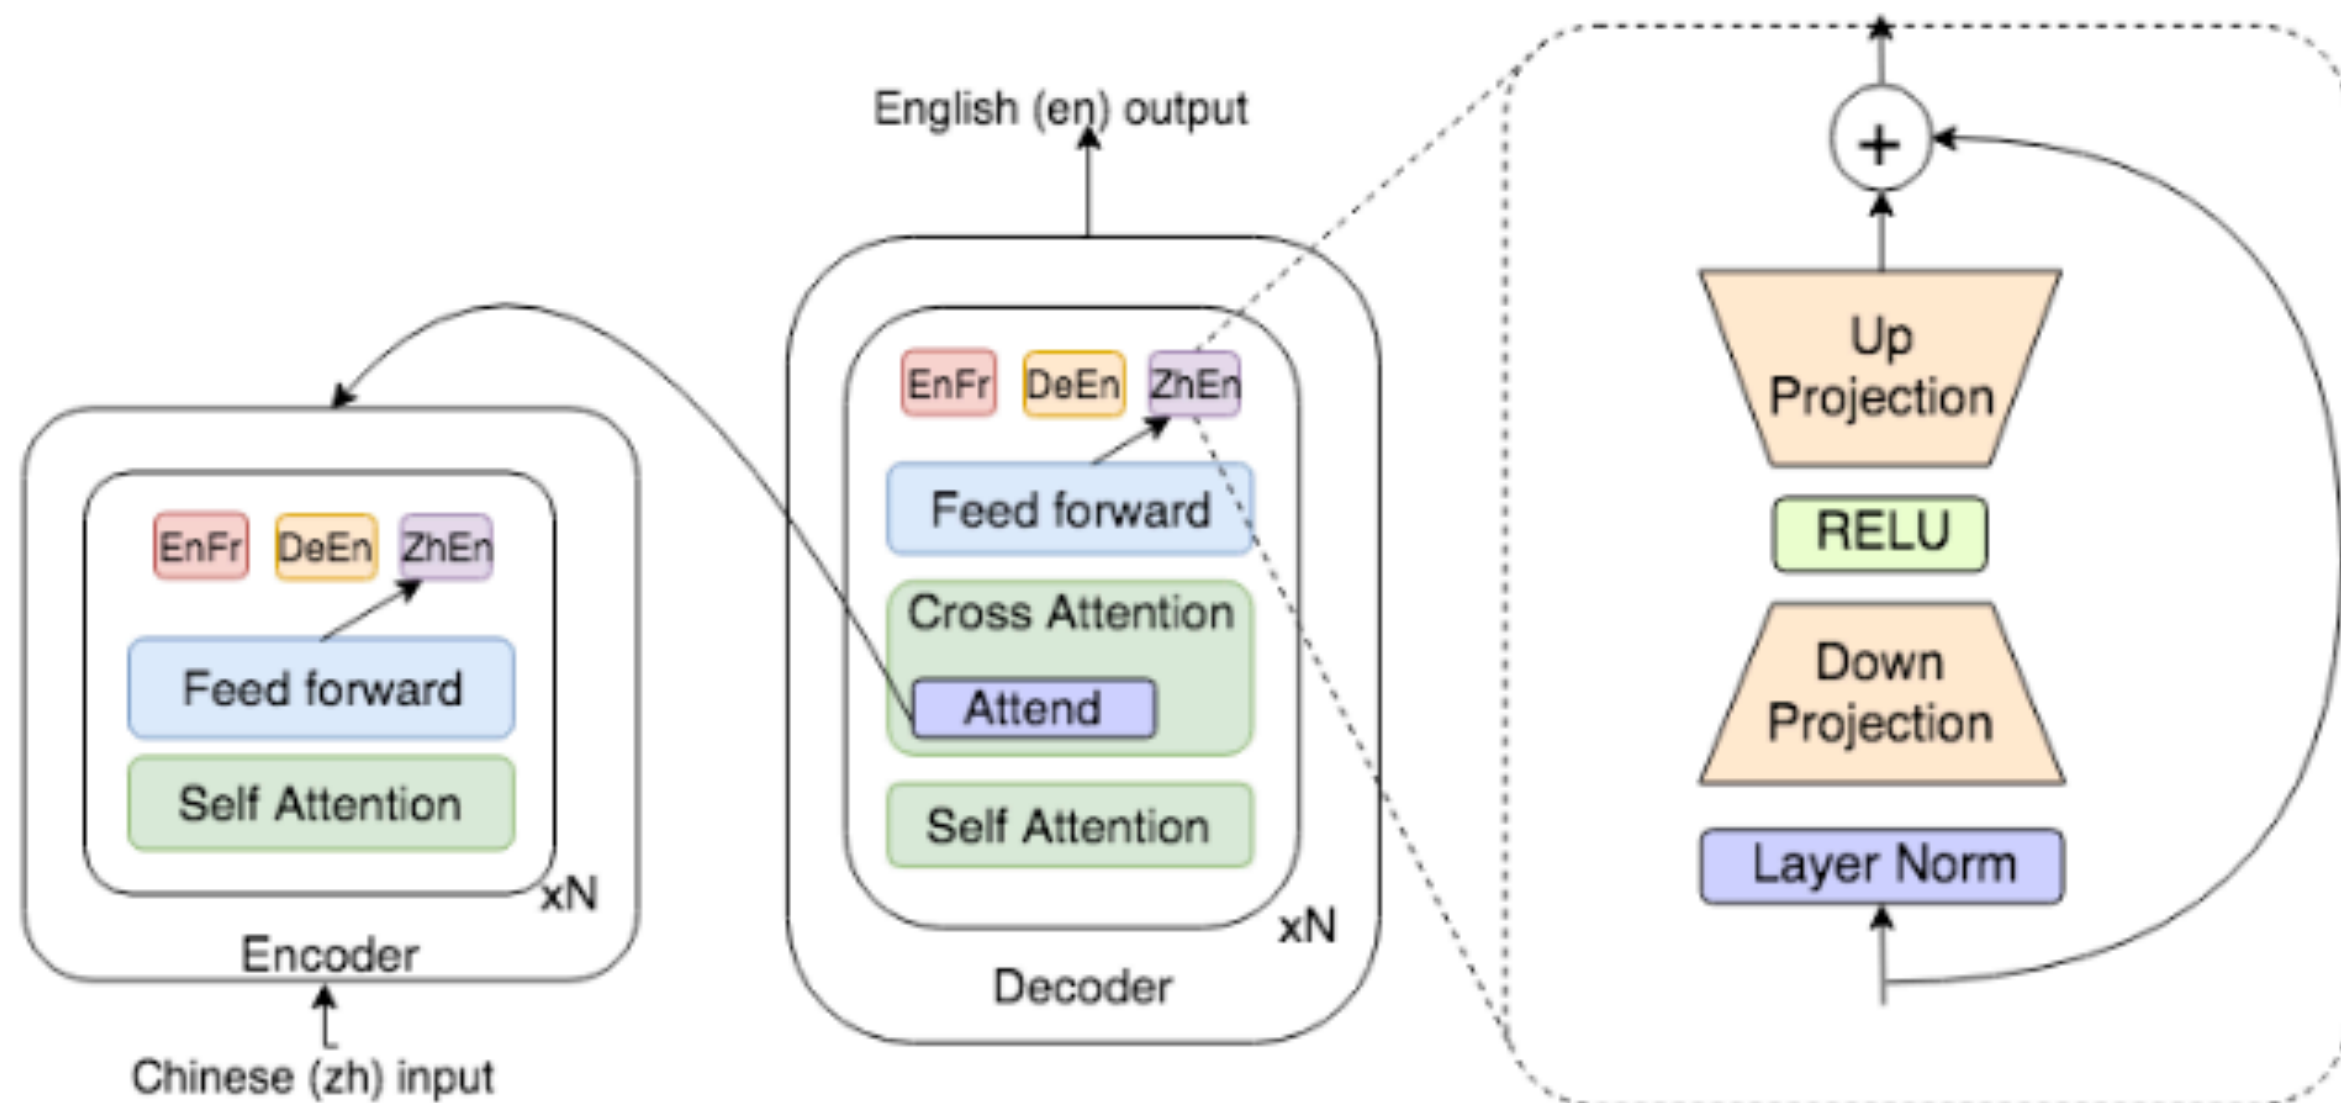 EnFr DeEn ZhEn
Feed forward
Self Attention
xN
Encoder
Chinese (zh) input
English (en) output
EnFr DeEn ZhEn
Feed forward
Cross Attention
Attend
Self Attention
xN
Decoder
+
Up
Projection
RELU
Down
Projection
Layer Norm